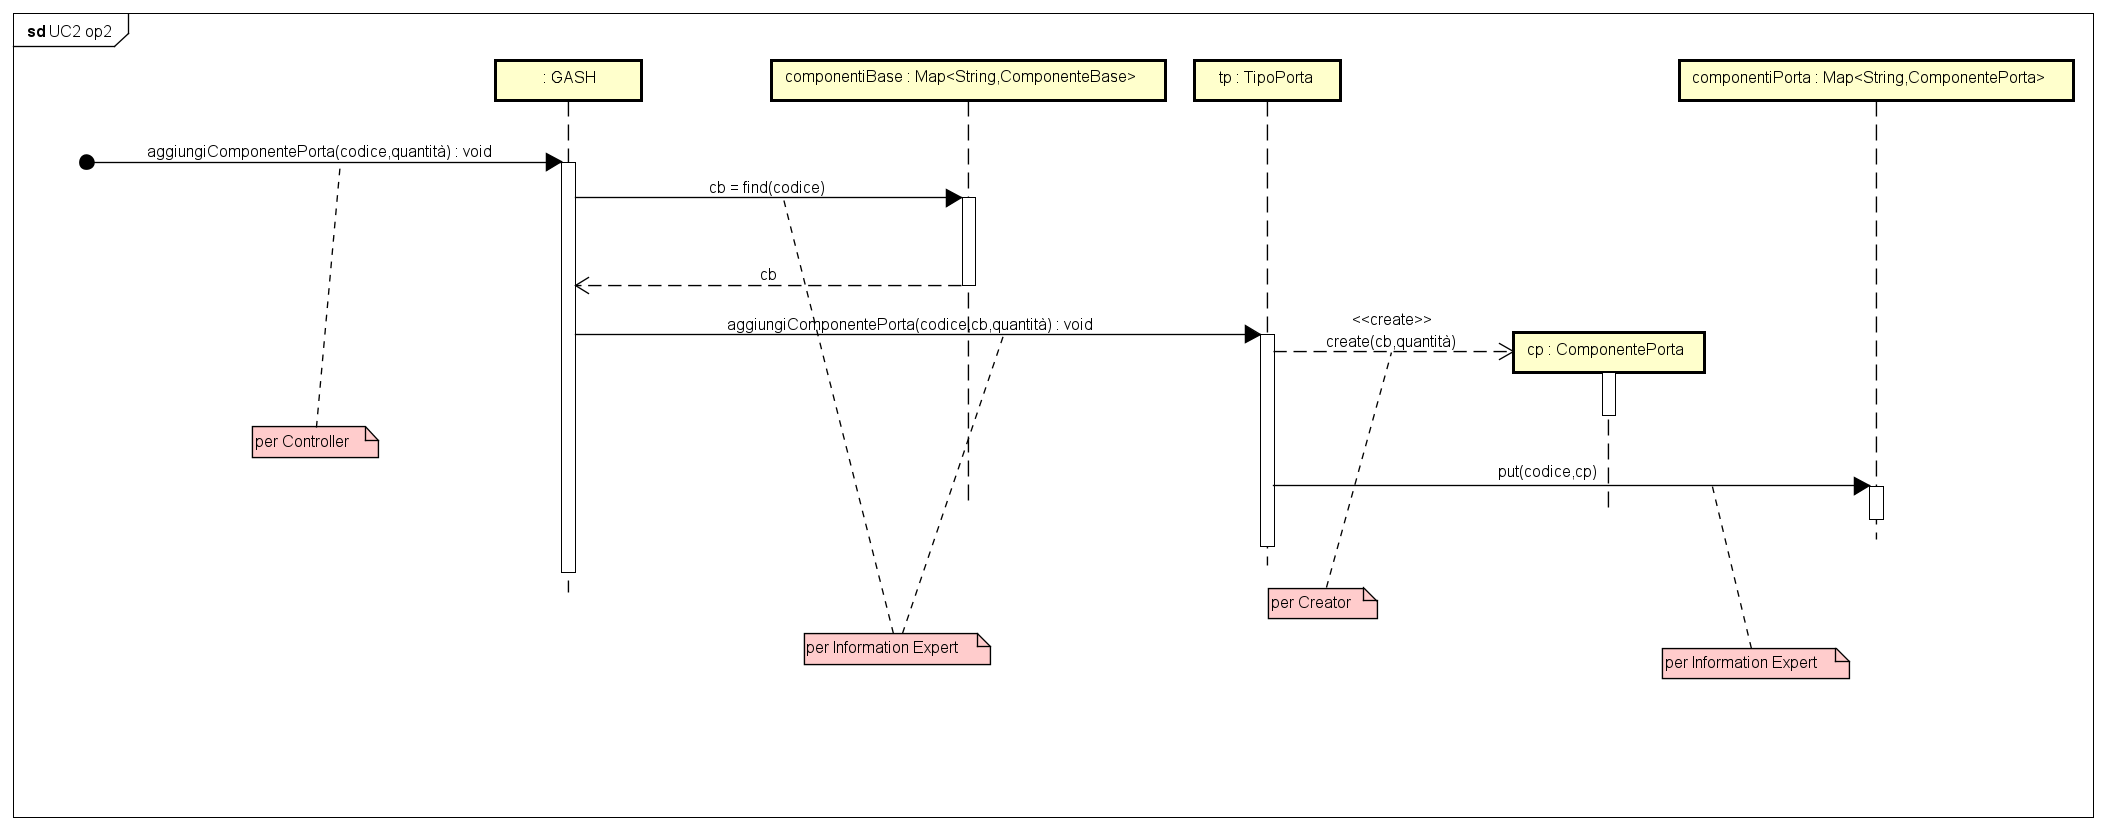 sd UC2 op2
: GASH
componentiBase : Map<String,ComponenteBase>
tp : TipoPorta
componentiPorta : Map<String,ComponentePorta>
aggiungiComponentePorta(codice,quantità) : void
cb = find(codice)
cb
aggiungiComponentePorta(codice,cb,quantità) : void
<<create>>
create(cb,quantità)
cp : ComponentePorta
per Controller
put(codice,cp)
per Creator
per Information Expert
per Information Expert